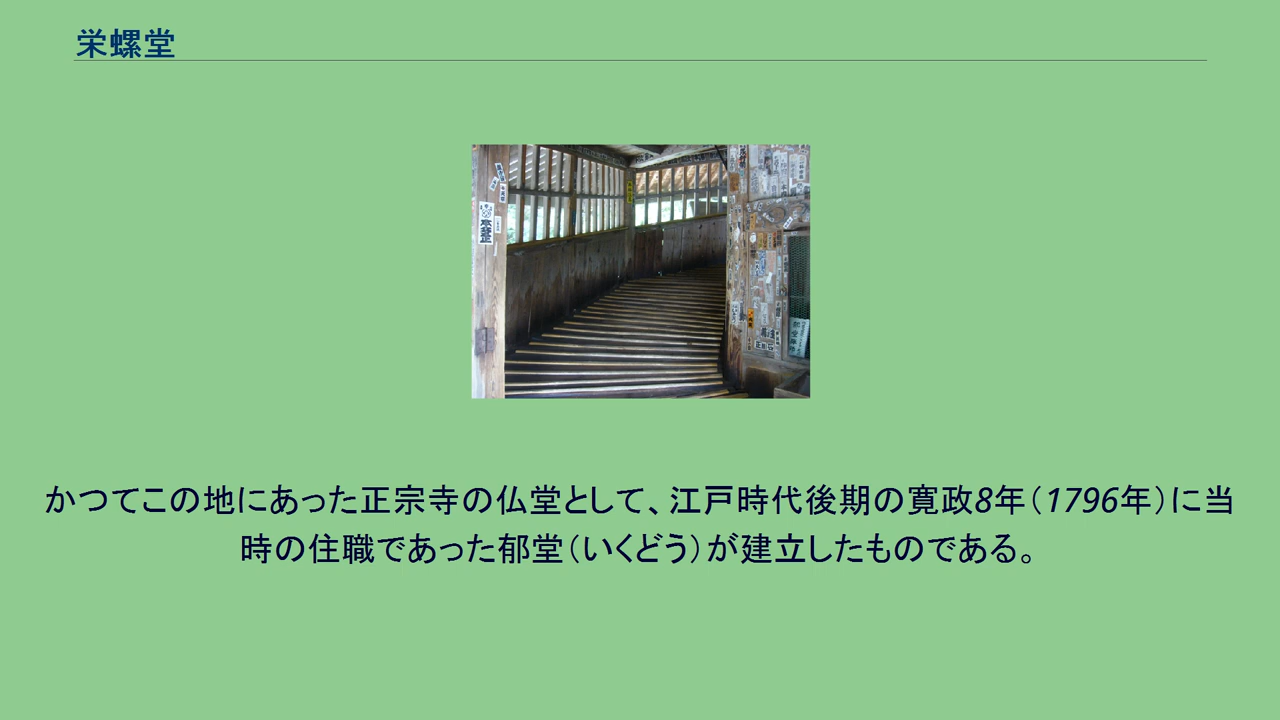 栄螺堂
かつてこの地にあった正宗寺の仏堂として、江戸時代後期の寛政8年（1796年）に当
時の住職であった郁堂（いくどう）が建立したものである。